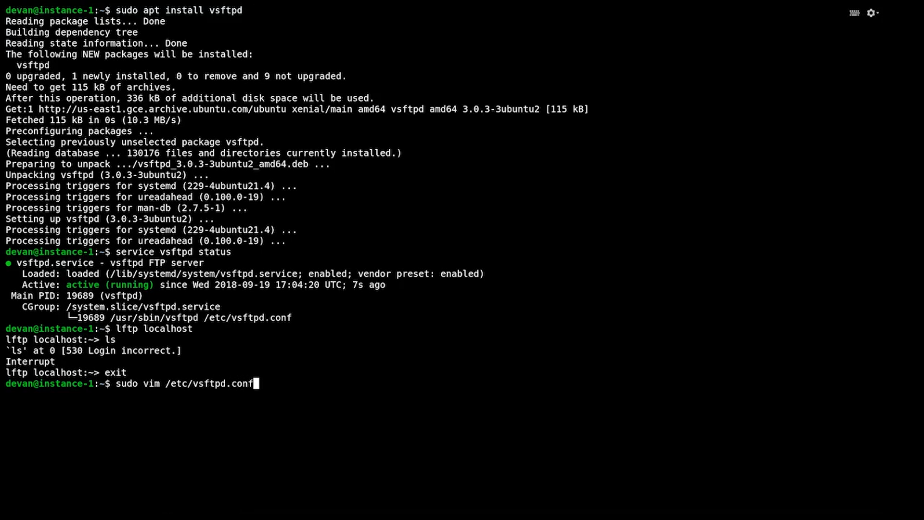 devan@instance-1:~$ sudo apt install vsftpd
Reading package lists... Done
Building dependency tree
Reading state information... Done
The following NEW packages will be installed:
  vsftpd
0 upgraded, 1 newly installed, 0 to remove and 9 not upgraded.
Need to get 115 kB of archives.
After this operation, 336 kB of additional disk space will be used.
Get:1 http://us-east1.gce.archive.ubuntu.com/ubuntu xenial/main amd64 vsftpd amd64 3.0.3-3ubuntu2 [115 kB]
Fetched 115 kB in 0s (10.3 MB/s)
Preconfiguring packages ...
Selecting previously unselected package vsftpd.
(Reading database ... 130176 files and directories currently installed.)
Preparing to unpack .../vsftpd_3.0.3-3ubuntu2_amd64.deb ...
Unpacking vsftpd (3.0.3-3ubuntu2) ...
Processing triggers for systemd (229-4ubuntu21.4) ...
Processing triggers for ureadahead (0.100.0-19) ...
Processing triggers for man-db (2.7.5-1) ...
Setting up vsftpd (3.0.3-3ubuntu2) ...
Processing triggers for systemd (229-4ubuntu21.4) ...
Processing triggers for ureadahead (0.100.0-19) ...
devan@instance-1:~$ service vsftpd status
● vsftpd.service - vsftpd FTP server
   Loaded: loaded (/lib/systemd/system/vsftpd.service; enabled; vendor preset: enabled)
   Active: active (running) since Wed 2018-09-19 17:04:20 UTC; 7s ago
 Main PID: 19689 (vsftpd)
   CGroup: /system.slice/vsftpd.service
           └─19689 /usr/sbin/vsftpd /etc/vsftpd.conf
devan@instance-1:~$ lftp localhost
lftp localhost:~> ls
`ls' at 0 [530 Login incorrect.]
Interrupt
lftp localhost:~> exit
devan@instance-1:~$ sudo vim /etc/vsftpd.conf